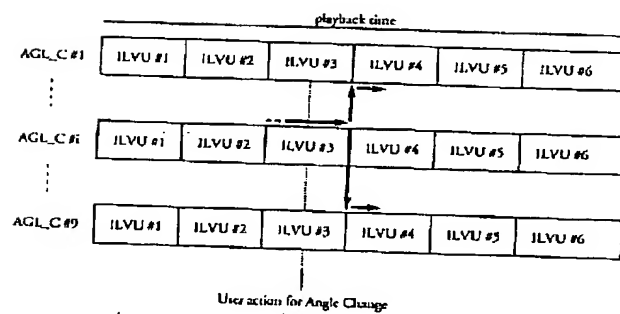 playback time
AGL_C #1 ILVU #1 ILVU #2 ILVU #3 ILVU #4 ILVU #5 ILVU #6
AGL_C #i ILVU #1 ILVU #2 ILVU #3 ILVU #4 ILVU #5 ILVU #6
AGL_C #9 ILVU #1 ILVU #2 ILVU #3 ILVU #4 ILVU #5 ILVU #6
User action for Angle Change